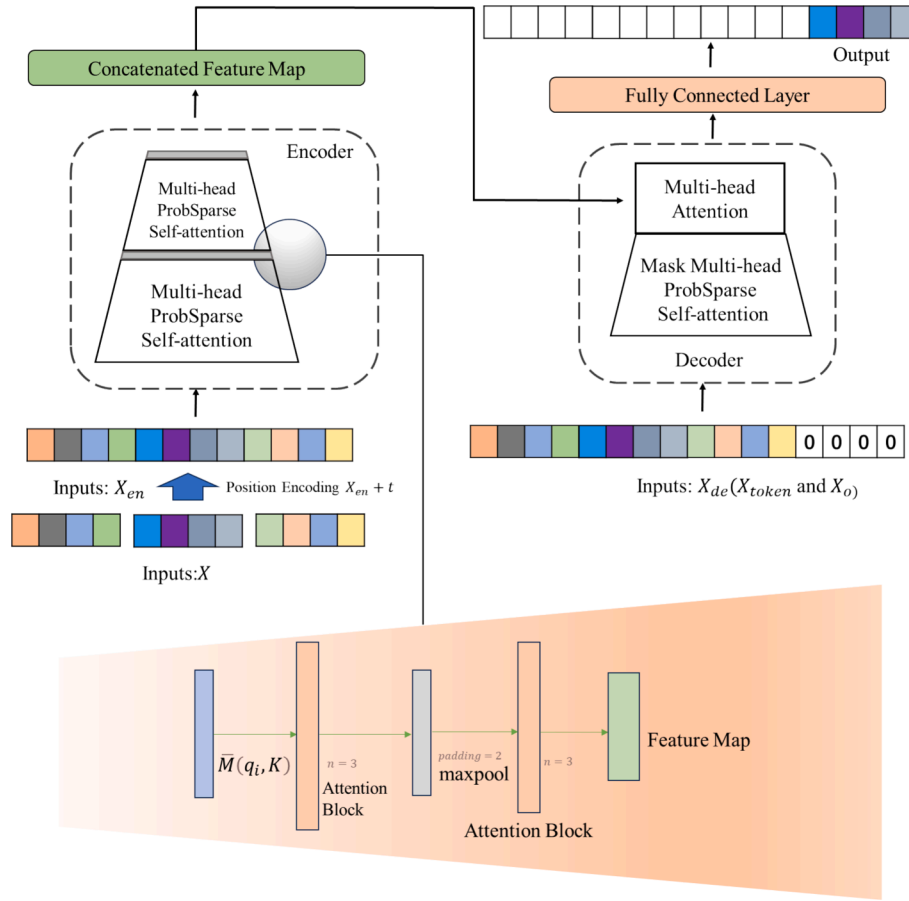 Concatenated Feature Map
Encoder
Multi-head
ProbSparse
Self-attention
Multi-head
ProbSparse
Self-attention
Inputs: X_en
Position Encoding X_en + t
Inputs:X
Output
Fully Connected Layer
Multi-head
Attention
Mask Multi-head
ProbSparse
Self-attention
Decoder
0 0 0 0
Inputs: X_de(X_token and X_o)
M̅(q_i, K)
n = 3
Attention
Block
padding = 2
maxpool
n = 3
Attention Block
Feature Map